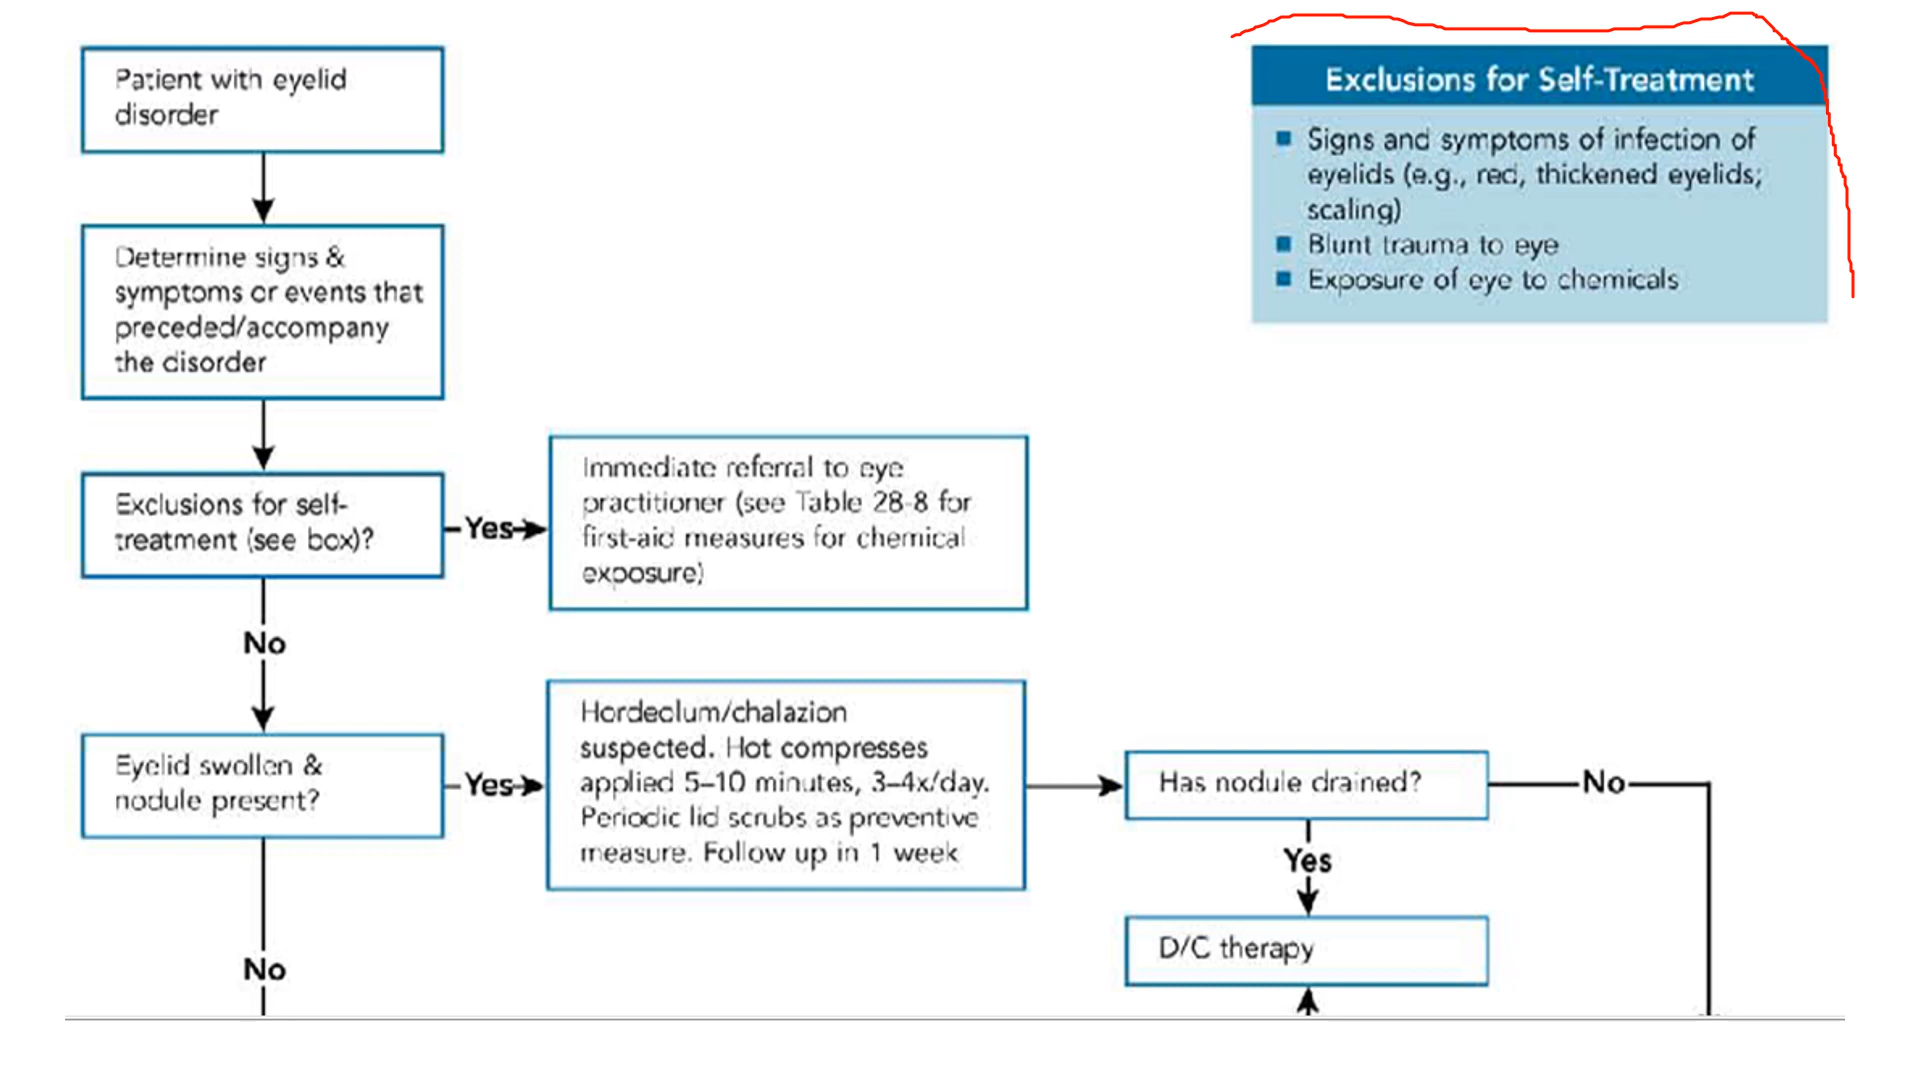 Patient with eyelid
disorder
Exclusions for Self-Treatment
Signs and symptoms of infection of
eyelids (e.g., red, thickened eyelids;
scaling)
Blunt trauma to eye
Exposure of eye to chemicals
Determine signs &
symptoms or events that
preceded/accompany
the disorder
Exclusions for self-
treatment (see box)?
Yes
Immediate referral to eye
practitioner (see Table 28-8 for
first-aid measures for chemical
exposure)
No
Eyelid swollen &
nodule present?
Yes
Hordeolum/chalazion
suspected. Hot compresses
applied 5–10 minutes, 3–4x/day.
Periodic lid scrubs as preventive
measure. Follow up in 1 week
Has nodule drained?
No
Yes
D/C therapy
No